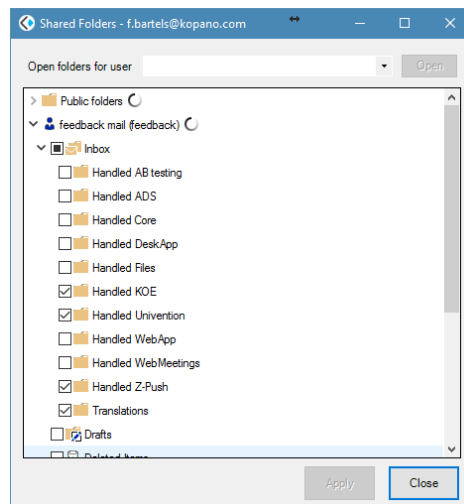 Shared Folders - f.bartels@kopano.com
Open folders for user
Open
Public folders
feedback mail (feedback)
Inbox
Handled AB testing
Handled ADS
Handled Core
Handled DeskApp
Handled Files
Handled KOE
Handled Univention
Handled WebApp
Handled WebMeetings
Handled Z-Push
Translations
Drafts
Deleted Items
Apply
Close